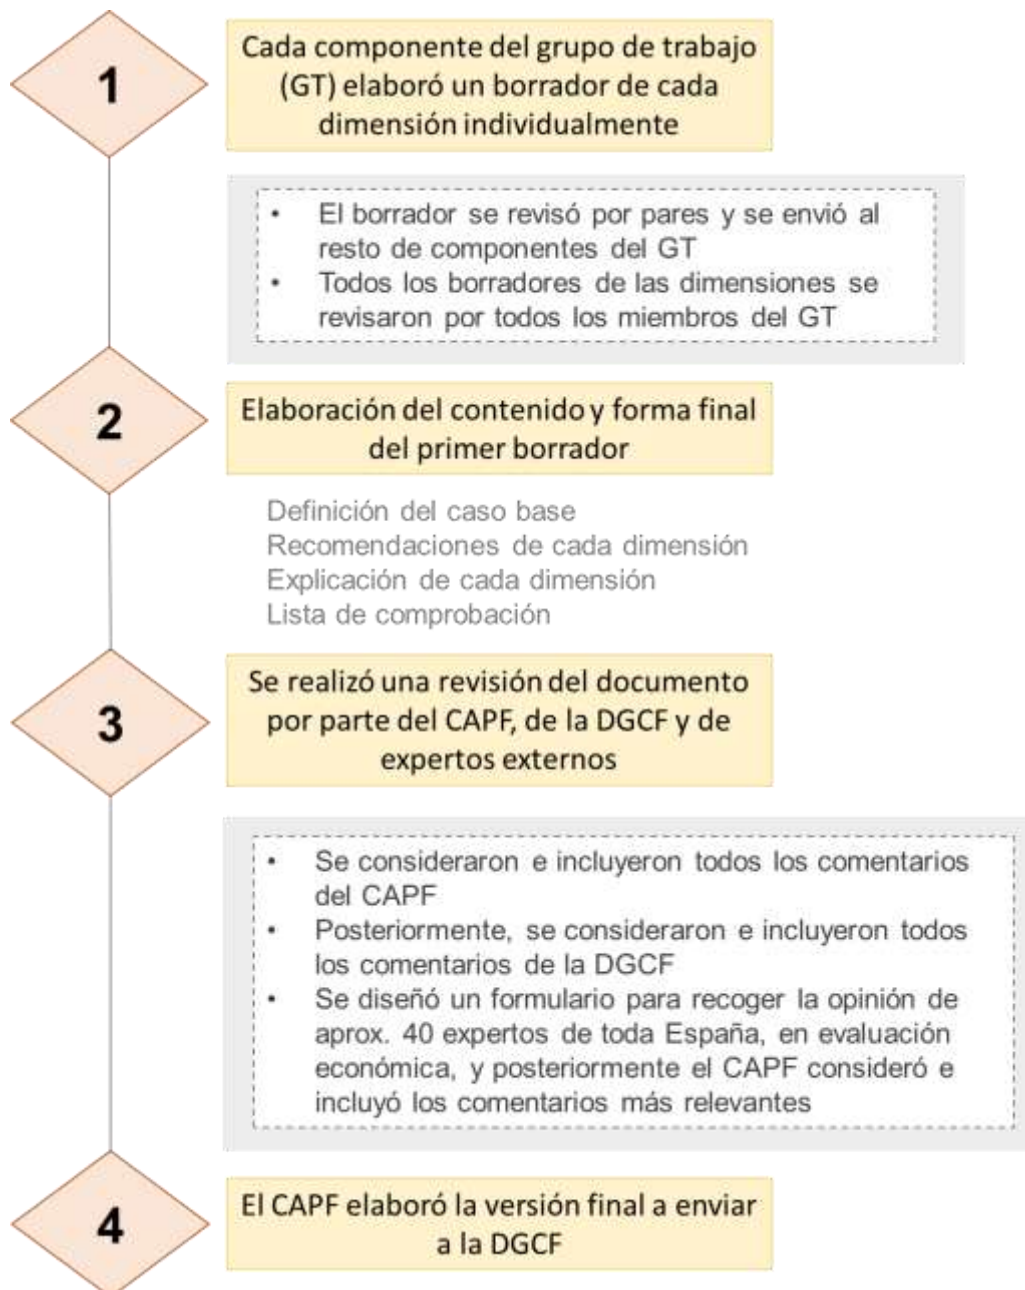 1
Cada componente del grupo de trabajo
(GT) elaboró un borrador de cada
dimensión individualmente
• El borrador se revisó por pares y se envió al
resto de componentes del GT
• Todos los borradores de las dimensiones se
revisaron por todos los miembros del GT
2
Elaboración del contenido y forma final
del primer borrador
Definición del caso base
Recomendaciones de cada dimensión
Explicación de cada dimensión
Lista de comprobación
3
Se realizó una revisión del documento
por parte del CAPF, de la DGCF y de
expertos externos
• Se consideraron e incluyeron todos los comentarios
del CAPF
• Posteriormente, se consideraron e incluyeron todos
los comentarios de la DGCF
• Se diseñó un formulario para recoger la opinión de
aprox. 40 expertos de toda España, en evaluación
económica, y posteriormente el CAPF consideró e
incluyó los comentarios más relevantes
4
El CAPF elaboró la versión final a enviar
a la DGCF